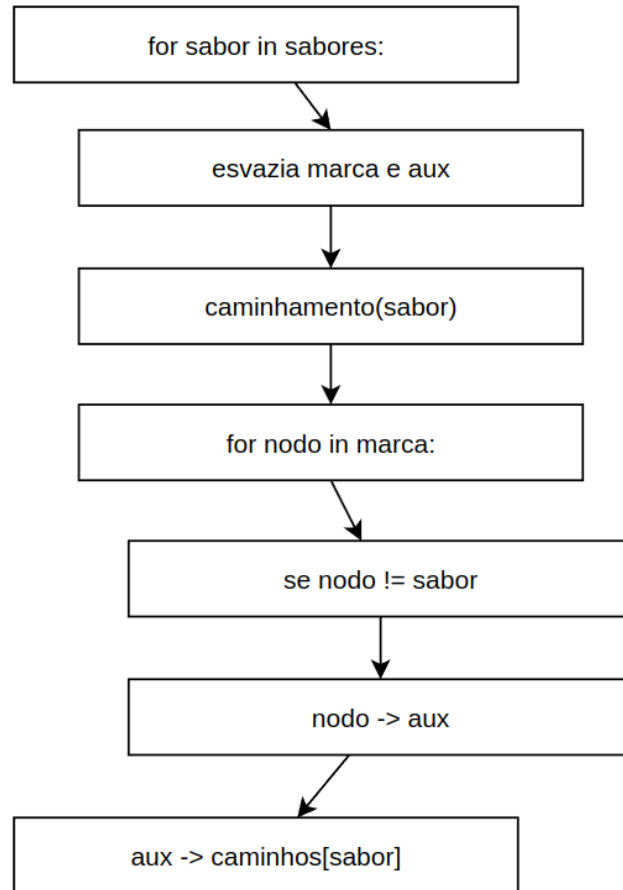 for sabor in sabores:
esvazia marca e aux
caminhamento(sabor)
for nodo in marca:
se nodo != sabor
nodo -> aux
aux -> caminhos[sabor]